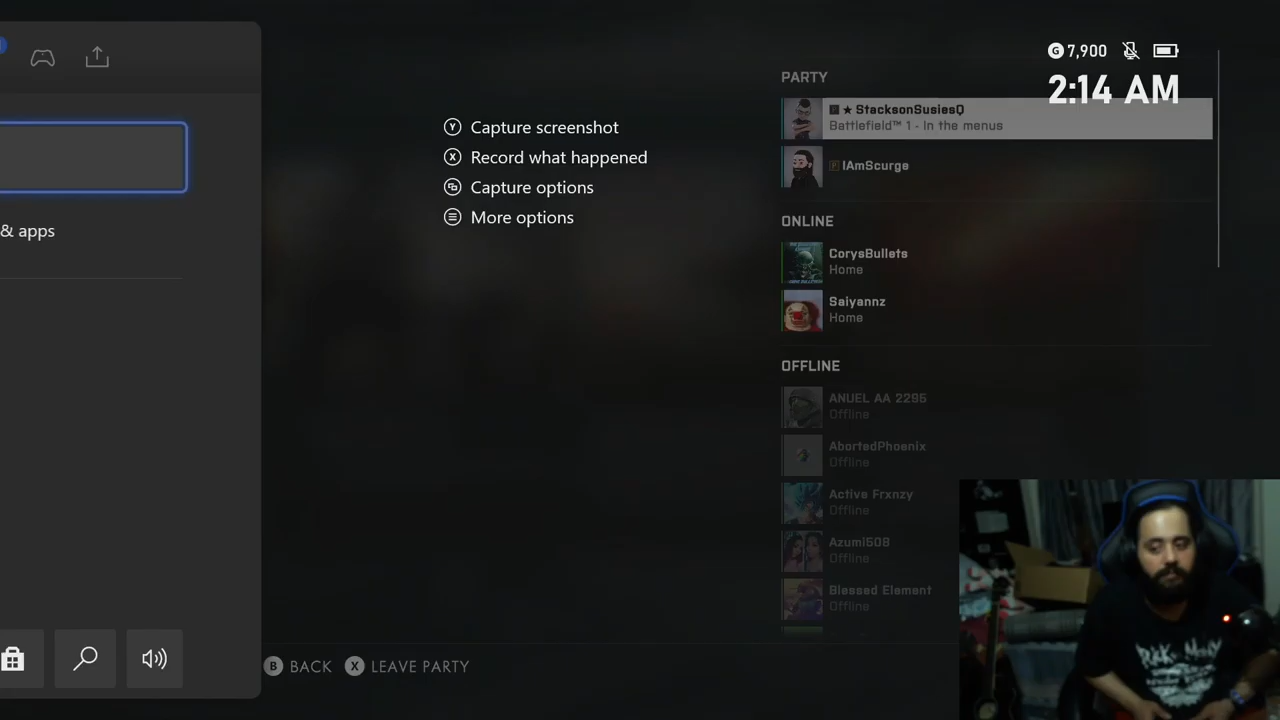 & apps
Capture screenshot
Record what happened
Capture options
More options
G 7,900
2:14 AM
PARTY
★ StacksonSusiesQ
Battlefield™ 1 - In the menus
IAmScurge
ONLINE
CorysBullets
Home
Saiyannz
Home
OFFLINE
ANUEL AA 2295
Offline
AbortedPhoenix
Offline
Active Frxnzy
Offline
Azumi508
Offline
Blessed Element
Offline
B BACK X LEAVE PARTY